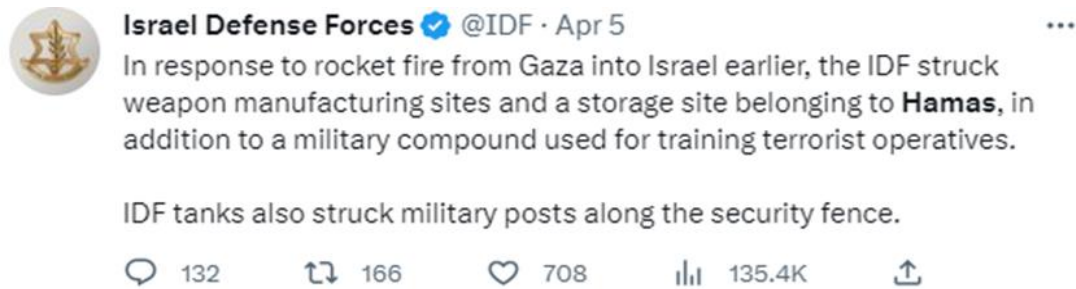 Israel Defense Forces @IDF · Apr 5
In response to rocket fire from Gaza into Israel earlier, the IDF struck
weapon manufacturing sites and a storage site belonging to Hamas, in
addition to a military compound used for training terrorist operatives.
IDF tanks also struck military posts along the security fence.
132 166 708 135.4K